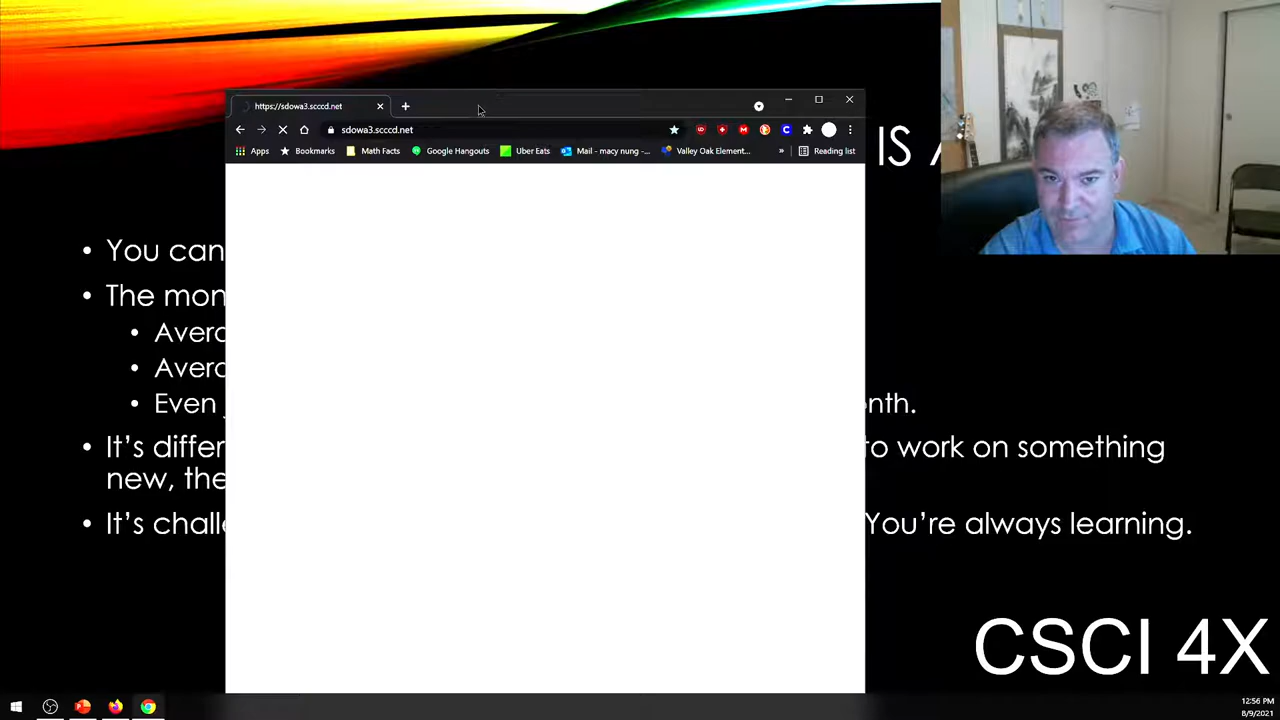 https://sdowa3.scccd.net
sdowa3.scccd.net
Apps Bookmarks Math Facts Google Hangouts Uber Eats Mail - macy nung -... Valley Oak Element... » Reading list
IS
• You can
• The mon
• Avera
• Avera
• Even onth.
• It's differ to work on something
new, the
• It's challe You're always learning.
CSCI 4X
12:56 PM
8/9/2021